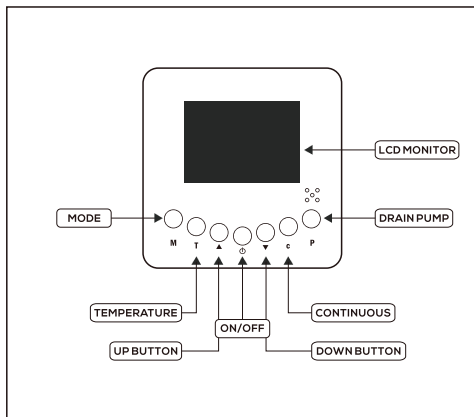 LCD MONITOR
MODE
DRAIN PUMP
M T ▲ ⏻ ▼ c P
TEMPERATURE
ON/OFF
CONTINUOUS
UP BUTTON
DOWN BUTTON